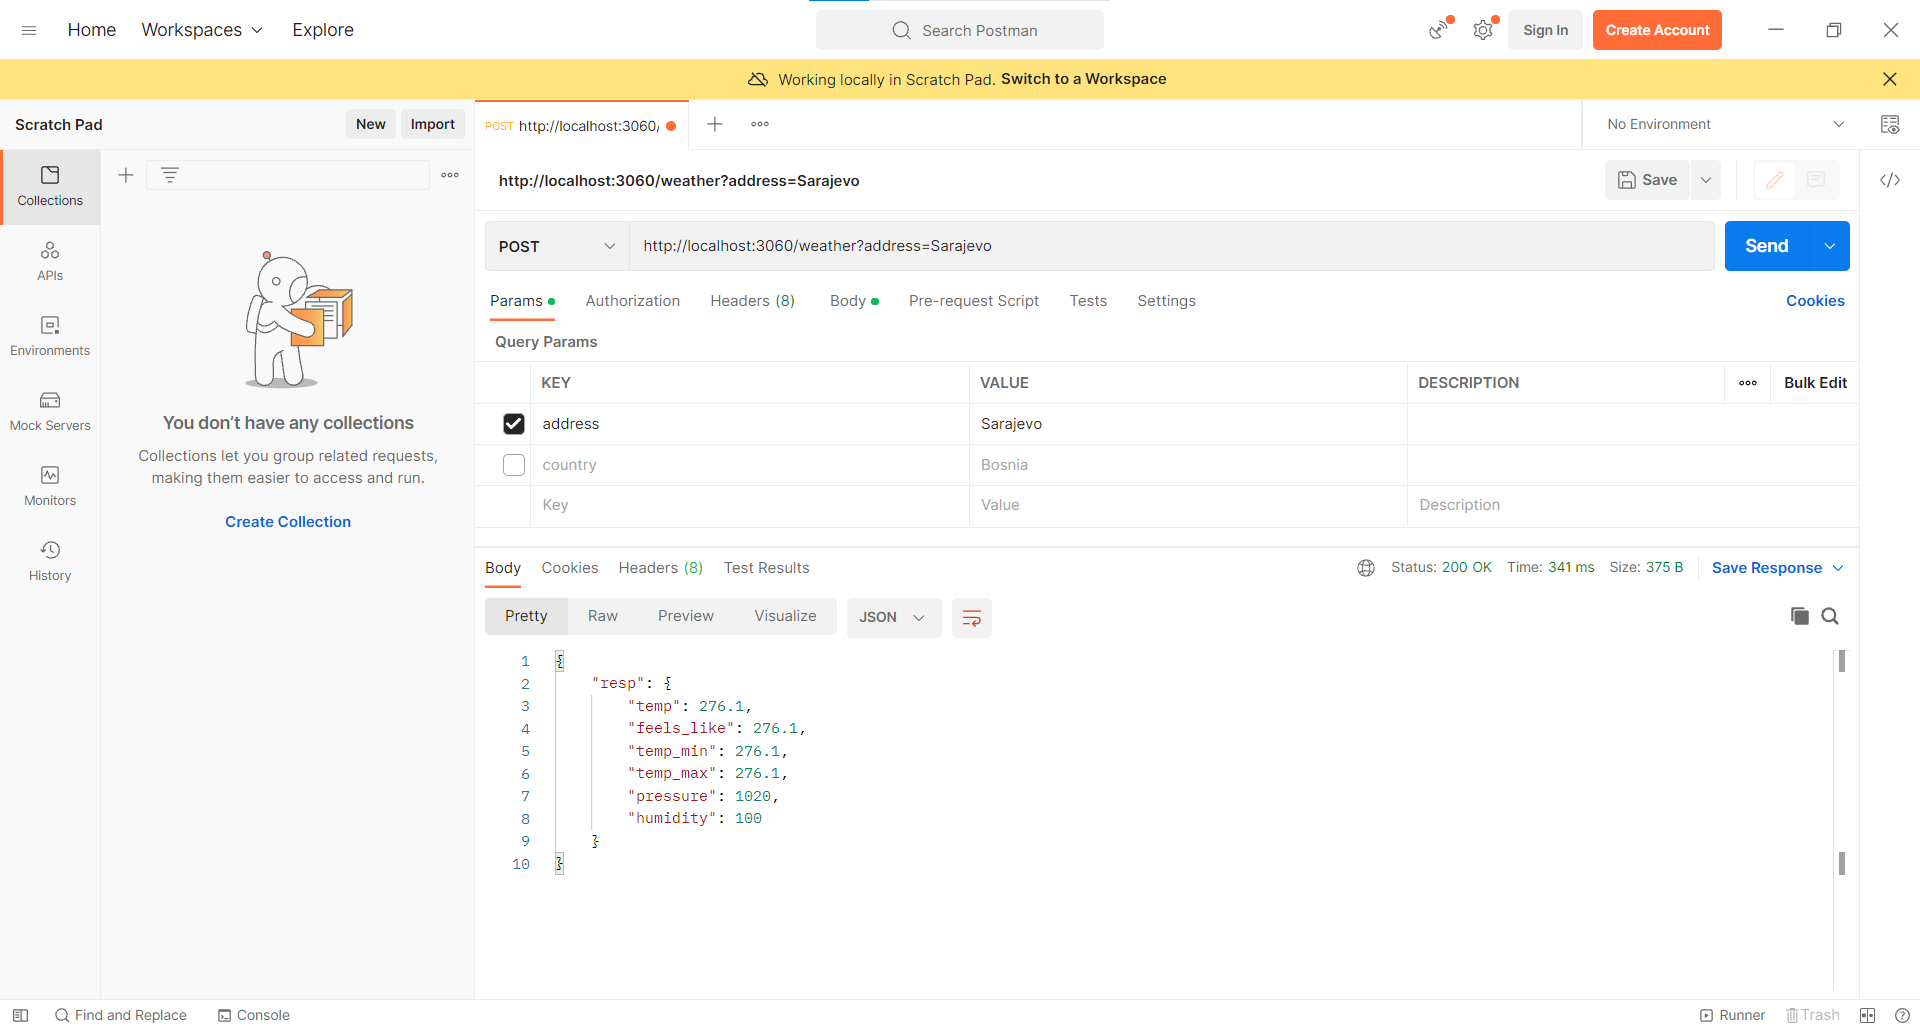 Home Workspaces Explore Search Postman Sign In Create Account
Working locally in Scratch Pad. Switch to a Workspace
Scratch Pad New Import POST http://localhost:3060/ No Environment
Collections
APIs
Environments
Mock Servers
Monitors
History
You don’t have any collections
Collections let you group related requests,
making them easier to access and run.
Create Collection
http://localhost:3060/weather?address=Sarajevo Save
POST http://localhost:3060/weather?address=Sarajevo Send
Params Authorization Headers (8) Body Pre-request Script Tests Settings Cookies
Query Params
KEY VALUE DESCRIPTION Bulk Edit
address Sarajevo
country Bosnia
Key Value Description
Body Cookies Headers (8) Test Results Status: 200 OK Time: 341 ms Size: 375 B Save Response
Pretty Raw Preview Visualize JSON
1 {
2 "resp": {
3 "temp": 276.1,
4 "feels_like": 276.1,
5 "temp_min": 276.1,
6 "temp_max": 276.1,
7 "pressure": 1020,
8 "humidity": 100
9 }
10 }
Find and Replace Console Runner Trash